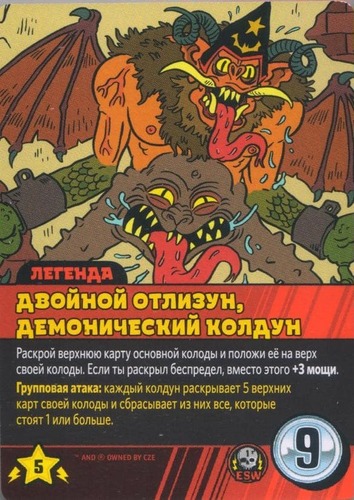 ЛЕГЕНДА
ДВОЙНОЙ ОТЛИЗУН,
ДЕМОНИЧЕСКИЙ КОЛДУН
Раскрой верхнюю карту основной колоды и положи её на верх
своей колоды. Если ты раскрыл беспредел, вместо этого +3 мощи.
Групповая атака: каждый колдун раскрывает 5 верхних
карт своей колоды и сбрасывает из них все, которые
стоят 1 или больше.
5
™ AND ® OWNED BY CZE
ESW
9